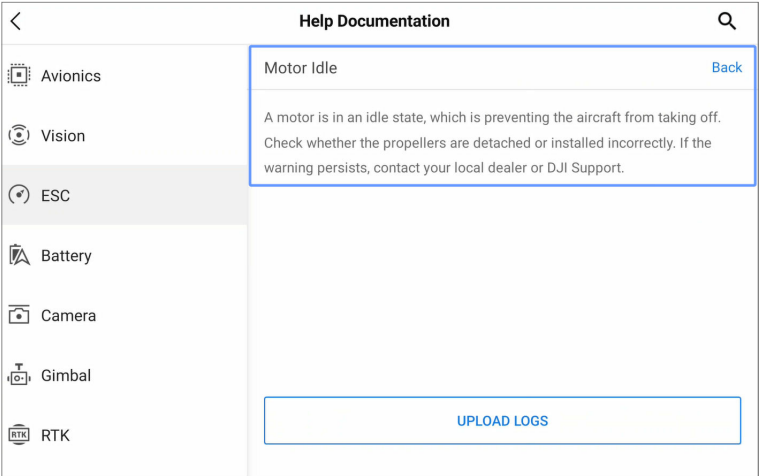 Help Documentation
Avionics
Vision
ESC
Battery
Camera
Gimbal
RTK
RTK
Motor Idle
Back
A motor is in an idle state, which is preventing the aircraft from taking off.
Check whether the propellers are detached or installed incorrectly. If the
warning persists, contact your local dealer or DJI Support.
UPLOAD LOGS